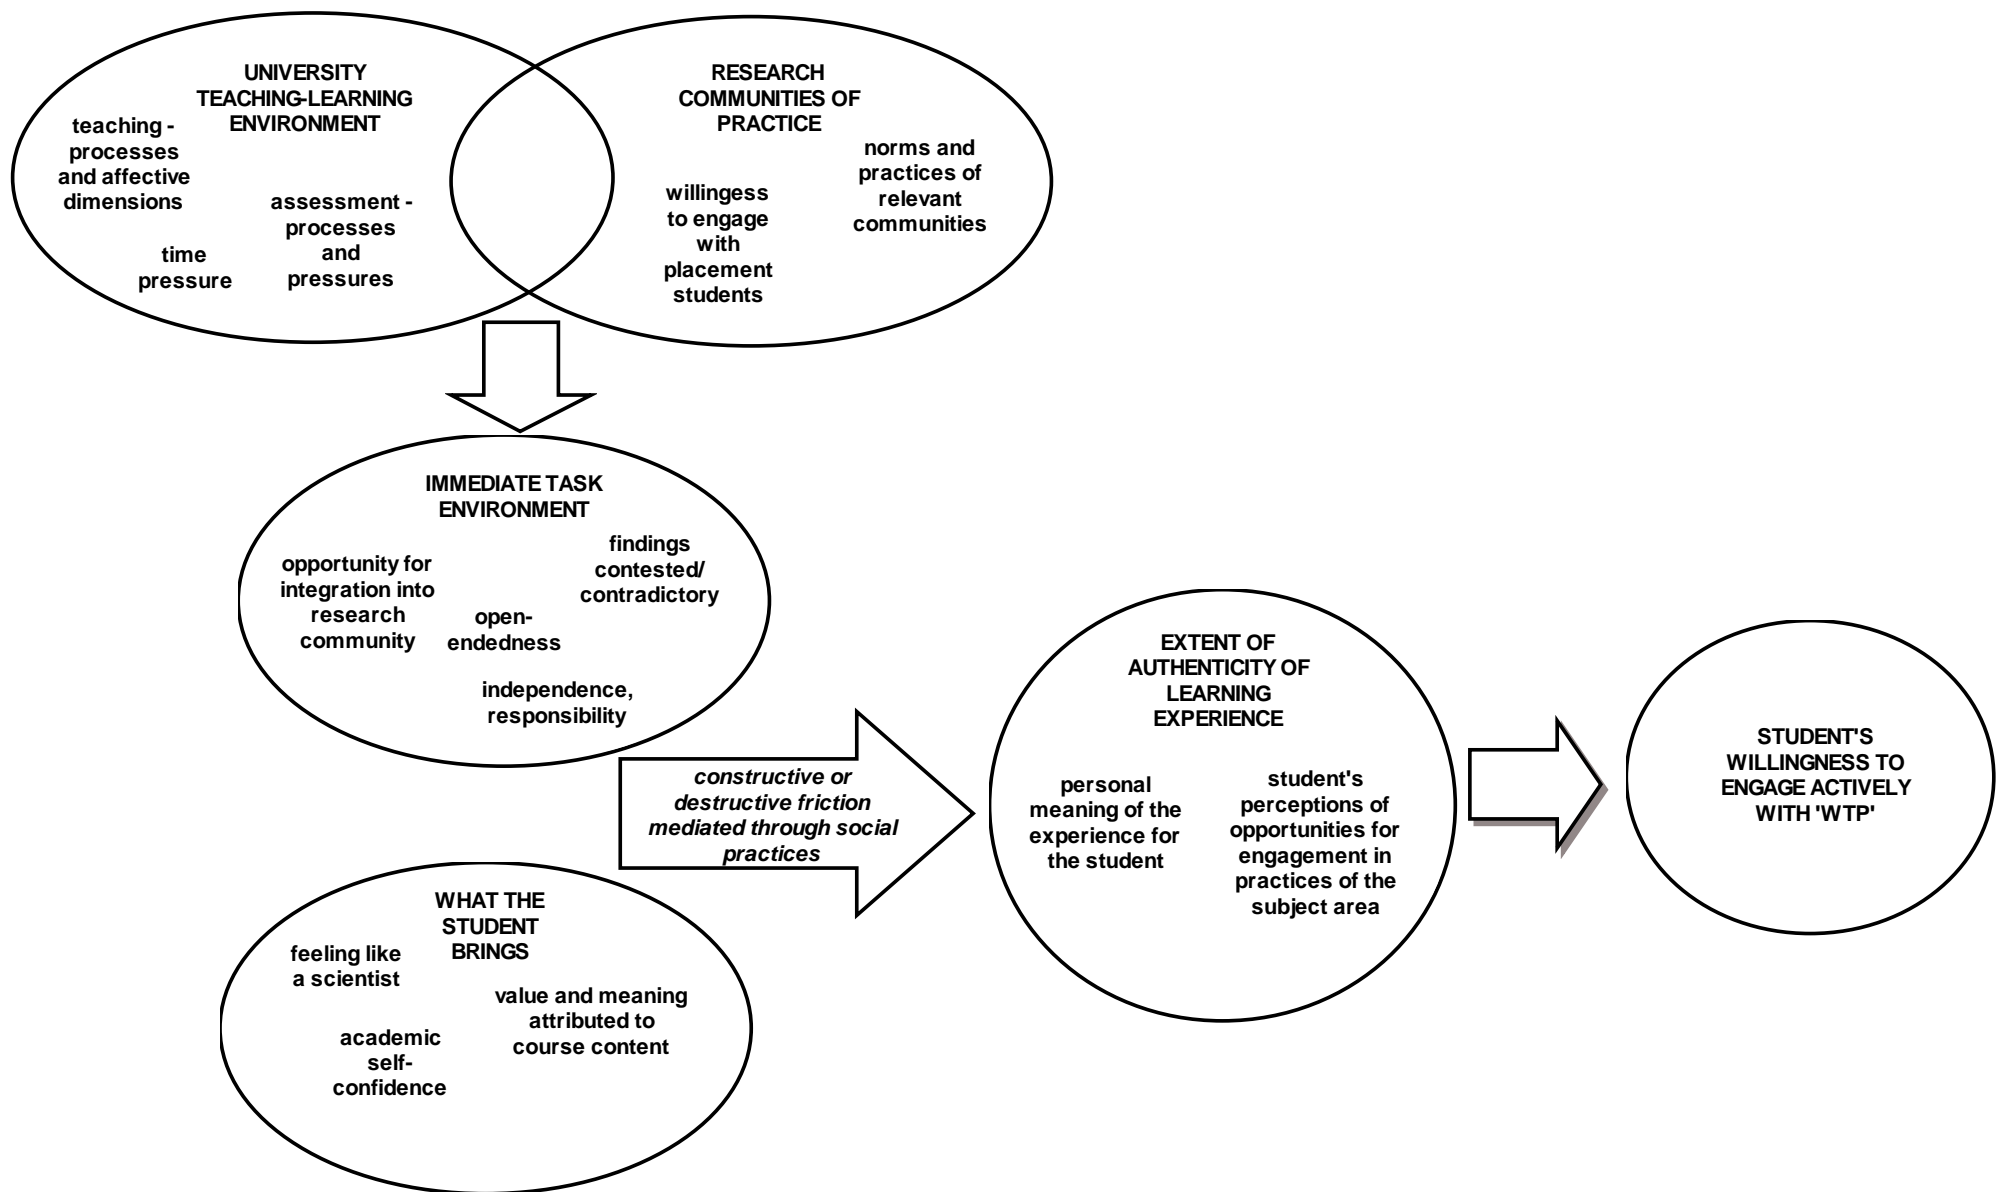 UNIVERSITY
TEACHING-LEARNING
ENVIRONMENT
teaching -
processes
and affective
dimensions
assessment -
processes
and
pressures
time
pressure
RESEARCH
COMMUNITIES OF
PRACTICE
willingess
to engage
with
placement
students
norms and
practices of
relevant
communities
IMMEDIATE TASK
ENVIRONMENT
opportunity for
integration into
research
community
open-
endedness
findings
contested/
contradictory
independence,
responsibility
constructive or
destructive friction
mediated through social
practices
WHAT THE
STUDENT
BRINGS
feeling like
a scientist
academic
self-
confidence
value and meaning
attributed to
course content
EXTENT OF
AUTHENTICITY OF
LEARNING
EXPERIENCE
personal
meaning of the
experience for
the student
student's
perceptions of
opportunities for
engagement in
practices of the
subject area
STUDENT'S
WILLINGNESS TO
ENGAGE ACTIVELY
WITH 'WTP'